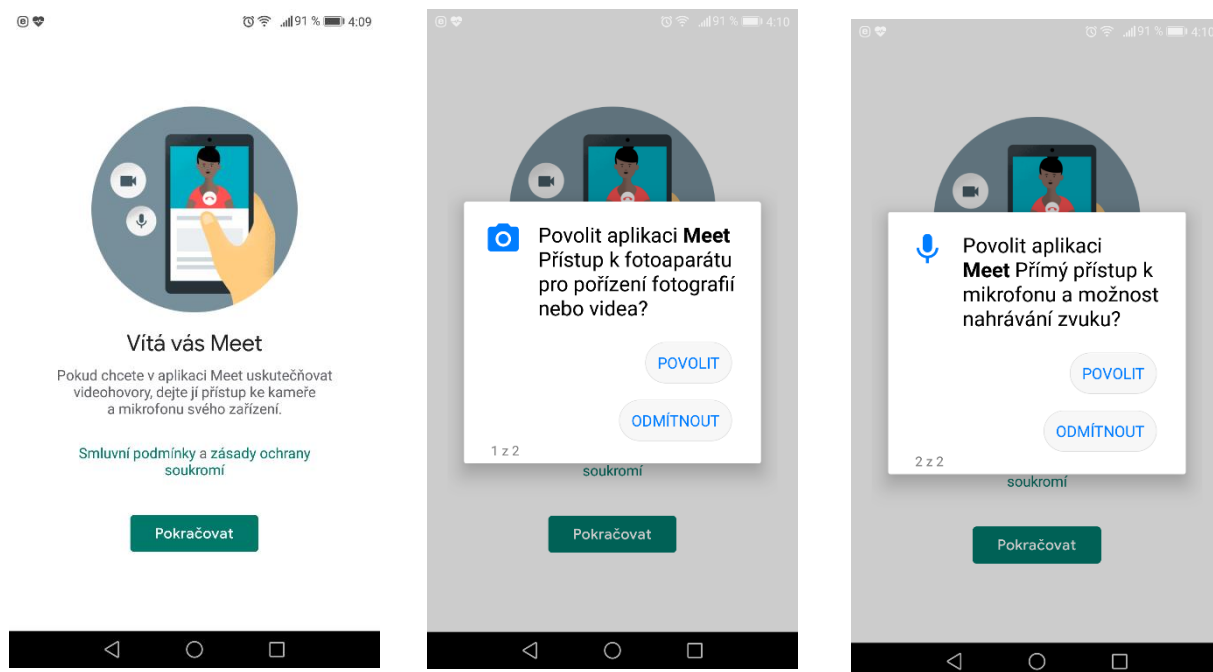 91 % 4:09
Vítá vás Meet
Pokud chcete v aplikaci Meet uskutečňovat
videohovory, dejte jí přístup ke kameře
a mikrofonu svého zařízení.
Smluvní podmínky a zásady ochrany
soukromí
Pokračovat
91 % 4:10
Povolit aplikaci Meet
Přístup k fotoaparátu
pro pořízení fotografií
nebo videa?
POVOLIT
ODMÍTNOUT
1 z 2
soukromí
Pokračovat
91 % 4:10
Povolit aplikaci
Meet Přímý přístup k
mikrofonu a možnost
nahrávání zvuku?
POVOLIT
ODMÍTNOUT
2 z 2
soukromí
Pokračovat